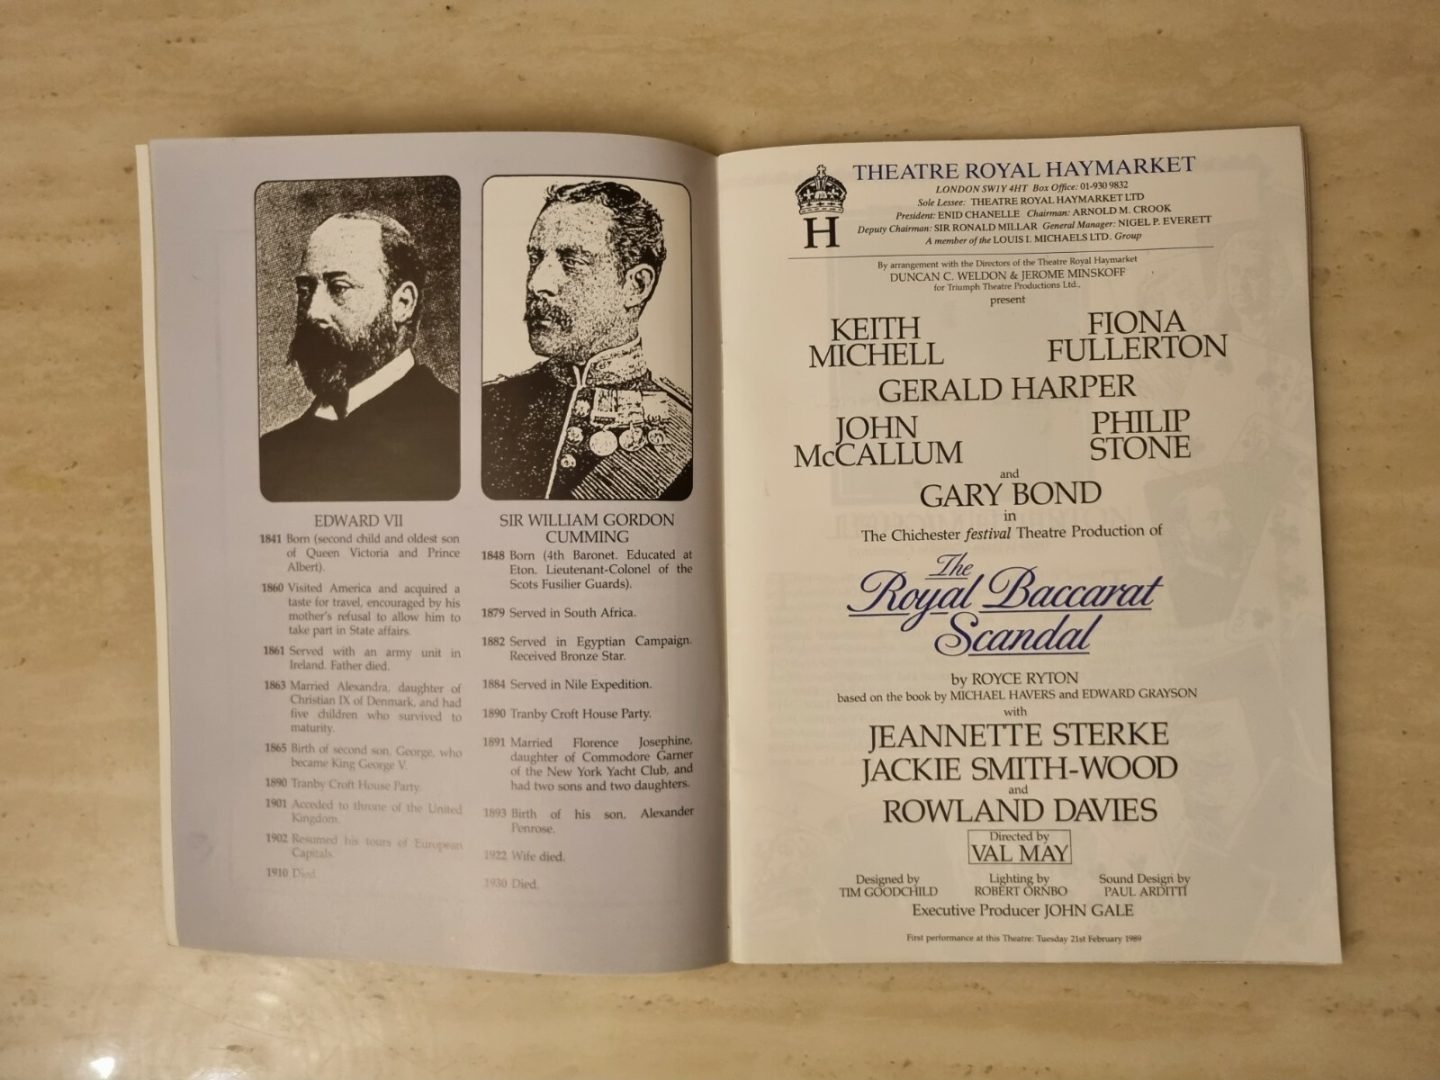 EDWARD VII
1841 Born (second child and oldest son
of Queen Victoria and Prince
Albert).
1860 Visited America and acquired a
taste for travel, encouraged by his
mother's refusal to allow him to
take part in State affairs.
1861 Served with an army unit in
Ireland. Father died.
1863 Married Alexandra, daughter of
Christian IX of Denmark, and had
five children who survived to
maturity.
1865 Birth of second son, George, who
became King George V.
1890 Tranby Croft House Party.
1901 Acceded to throne of the United
Kingdom.
1902 Resumed his tours of European
Capitals.
1910 Died.
SIR WILLIAM GORDON
CUMMING
1848 Born (4th Baronet. Educated at
Eton. Lieutenant-Colonel of the
Scots Fusilier Guards).
1879 Served in South Africa.
1882 Served in Egyptian Campaign.
Received Bronze Star.
1884 Served in Nile Expedition.
1890 Tranby Croft House Party.
1891 Married Florence Josephine,
daughter of Commodore Garner
of the New York Yacht Club, and
had two sons and two daughters.
1893 Birth of his son, Alexander
Penrose.
1922 Wife died.
1930 Died.
H
THEATRE ROYAL HAYMARKET
LONDON SW1Y 4HT Box Office: 01-930 9832
Sole Lessee: THEATRE ROYAL HAYMARKET LTD
President: ENID CHANELLE Chairman: ARNOLD M. CROOK
Deputy Chairman: SIR RONALD MILLAR General Manager: NIGEL P. EVERETT
A member of the LOUIS I. MICHAELS LTD. Group
By arrangement with the Directors of the Theatre Royal Haymarket
DUNCAN C. WELDON & JEROME MINSKOFF
for Triumph Theatre Productions Ltd.,
present
KEITH MICHELL
FIONA FULLERTON
GERALD HARPER
JOHN McCALLUM
PHILIP STONE
and
GARY BOND
in
The Chichester festival Theatre Production of
The
Royal Baccarat
Scandal
by ROYCE RYTON
based on the book by MICHAEL HAVERS and EDWARD GRAYSON
with
JEANNETTE STERKE
JACKIE SMITH-WOOD
and
ROWLAND DAVIES
Directed by
VAL MAY
Designed by
TIM GOODCHILD
Lighting by
ROBERT ORNBO
Sound Design by
PAUL ARDITTI
Executive Producer JOHN GALE
First performance at this Theatre: Tuesday 21st February 1989